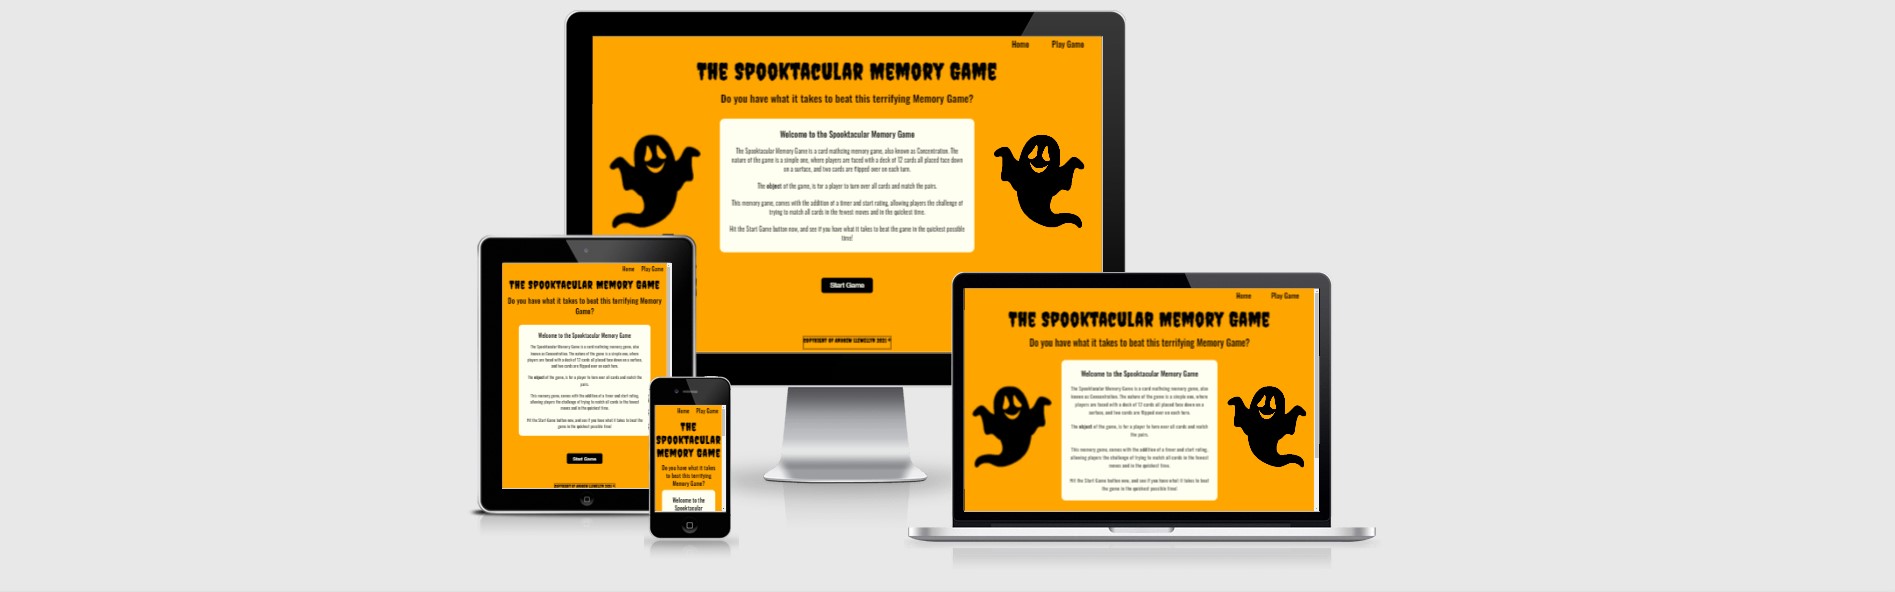 Home Play Game
THE SPOOKTACULAR MEMORY GAME
Do you have what it takes to beat this terrifying Memory Game?
Welcome to the Spooktacular Memory Game
The Spooktacular Memory Game is a card mathcing memory game, also known as Concentration. The
nature of the game is a simple one, where players are faced with a deck of 12 cards all placed face down
on a surface, and two cards are flipped over on each turn.
The object of the game, is for a player to turn over all cards and match the pairs.
This memory game, comes with the addition of a timer and start rating, allowing players the challenge of
trying to match all cards in the fewest moves and in the quickest time.
Hit the Start Game button now, and see if you have what it takes to beat the game in the quickest possible
time!
Start Game
COPYRIGHT OF ANDREW LLEWELLYN 2021 ©
Home Play Game
THE SPOOKTACULAR MEMORY GAME
Do you have what it takes to beat this terrifying Memory
Game?
Welcome to the Spooktacular Memory Game
The Spooktacular Memory Game is a card mathcing memory game, also
known as Concentration. The nature of the game is a simple one, where
players are faced with a deck of 12 cards all placed face down on a surface,
and two cards are flipped over on each turn.
The object of the game, is for a player to turn over all cards and match the
pairs.
This memory game, comes with the addition of a timer and start rating,
allowing players the challenge of trying to match all cards in the fewest
moves and in the quickest time.
Hit the Start Game button now, and see if you have what it takes to beat the
game in the quickest possible time!
Start Game
COPYRIGHT OF ANDREW LLEWELLYN 2021 ©
Home Play Game
THE
SPOOKTACULAR
MEMORY GAME
Do you have what it takes
to beat this terrifying
Memory Game?
Welcome to the
Spooktacular
Home Play Game
THE SPOOKTACULAR MEMORY GAME
Do you have what it takes to beat this terrifying Memory Game?
Welcome to the Spooktacular Memory Game
The Spooktacular Memory Game is a card mathcing memory game, also
known as Concentration. The nature of the game is a simple one, where
players are faced with a deck of 12 cards all placed face down on a
surface, and two cards are flipped over on each turn.
The object of the game, is for a player to turn over all cards and match
the pairs.
This memory game, comes with the addition of a timer and start rating,
allowing players the challenge of trying to match all cards in the fewest
moves and in the quickest time.
Hit the Start Game button now, and see if you have what it takes to beat
the game in the quickest possible time!